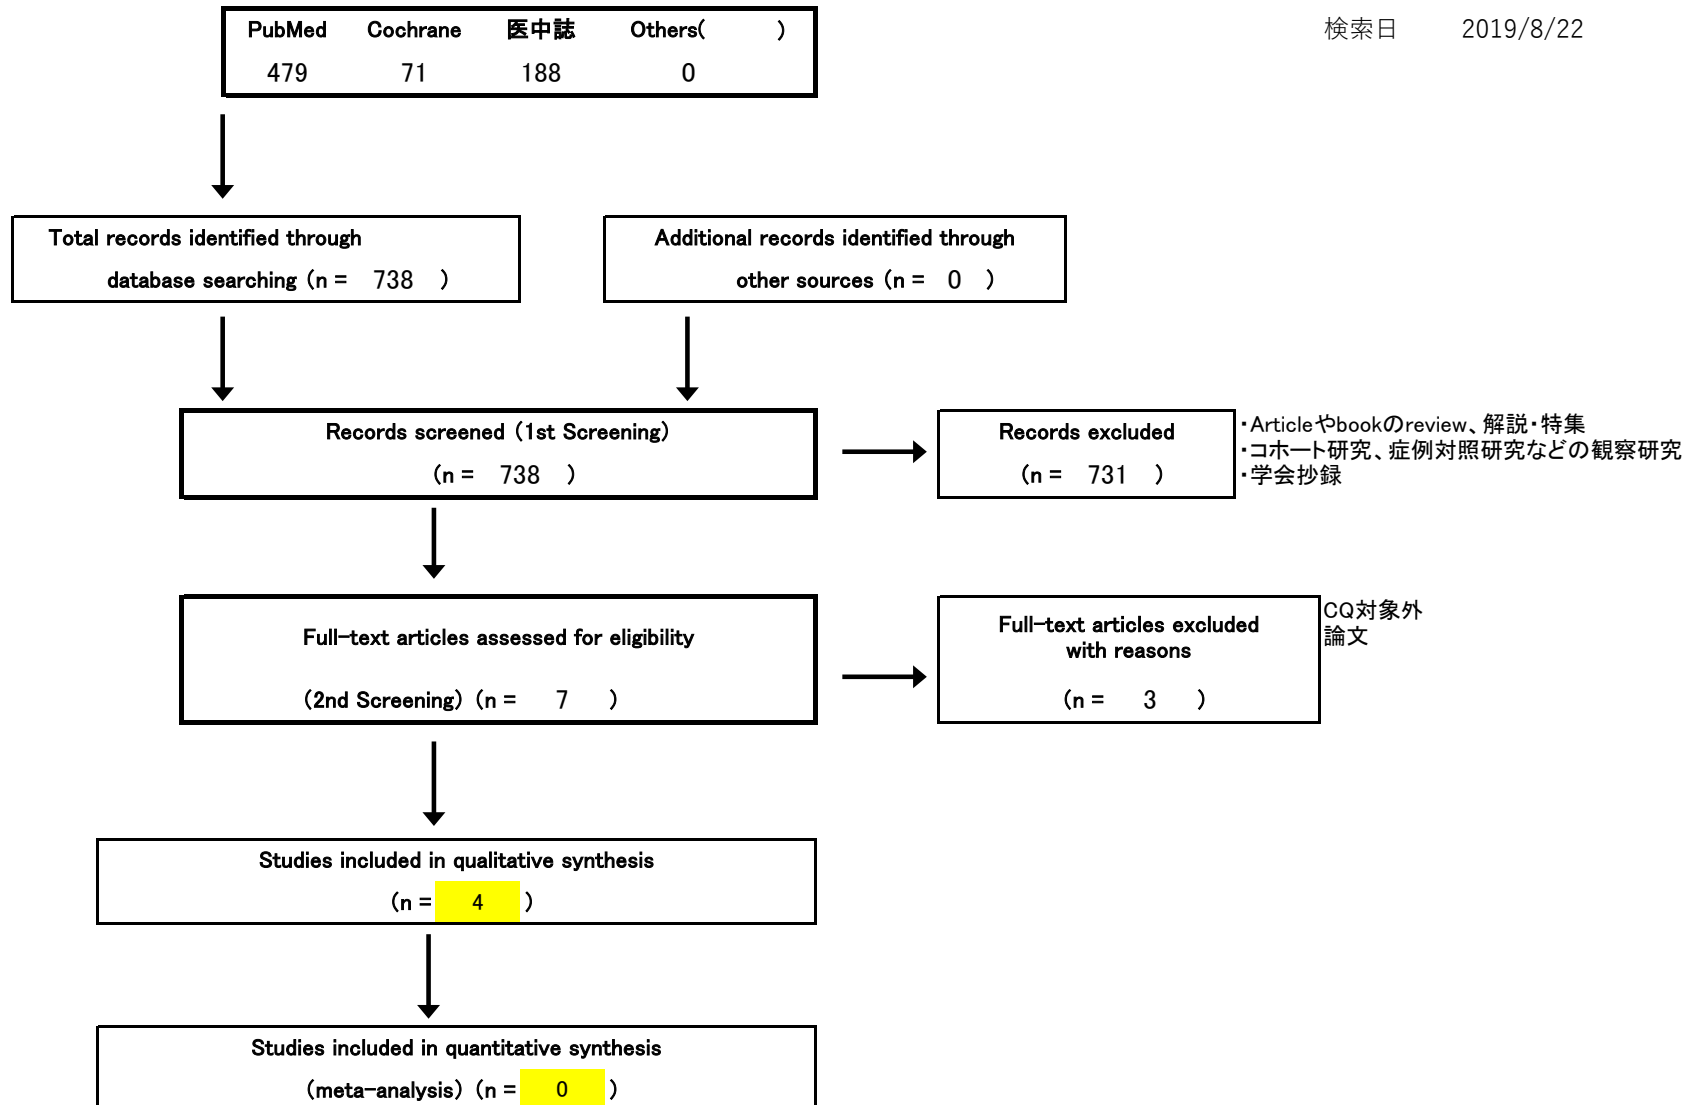 PubMed Cochrane 医中誌 Others( )
検索日 2019/8/22
479 71 188 0
Total records identified through
database searching (n = 738 )
Additional records identified through
other sources (n = 0 )
Records screened (1st Screening)
(n = 738 )
Records excluded
(n = 731 )
・Articleやbookのreview、解説・特集
・コホート研究、症例対照研究などの観察研究
・学会抄録
Full-text articles assessed for eligibility
(2nd Screening) (n = 7 )
Full-text articles excluded
with reasons
(n = 3 )
CQ対象外
論文
Studies included in qualitative synthesis
(n = 4 )
Studies included in quantitative synthesis
(meta-analysis) (n = 0 )